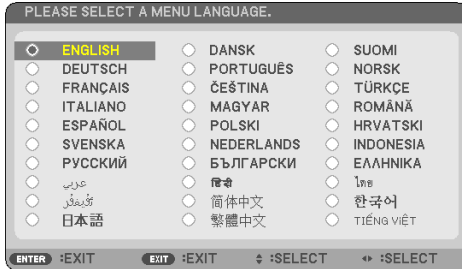 PLEASE SELECT A MENU LANGUAGE.
ENGLISH DANSK SUOMI
DEUTSCH PORTUGUÊS NORSK
FRANÇAIS ČEŠTINA TÜRKÇE
ITALIANO MAGYAR ROMÂNĂ
ESPAÑOL POLSKI HRVATSKI
SVENSKA NEDERLANDS INDONESIA
РУССКИЙ БЪЛГАРСКИ ΕΛΛΗΝΙΚΑ
عربي हिंदी ไทย
简体中文 한국어
日本語 繁體中文 TIẾNG VIỆT
ENTER :EXIT EXIT :EXIT :SELECT :SELECT